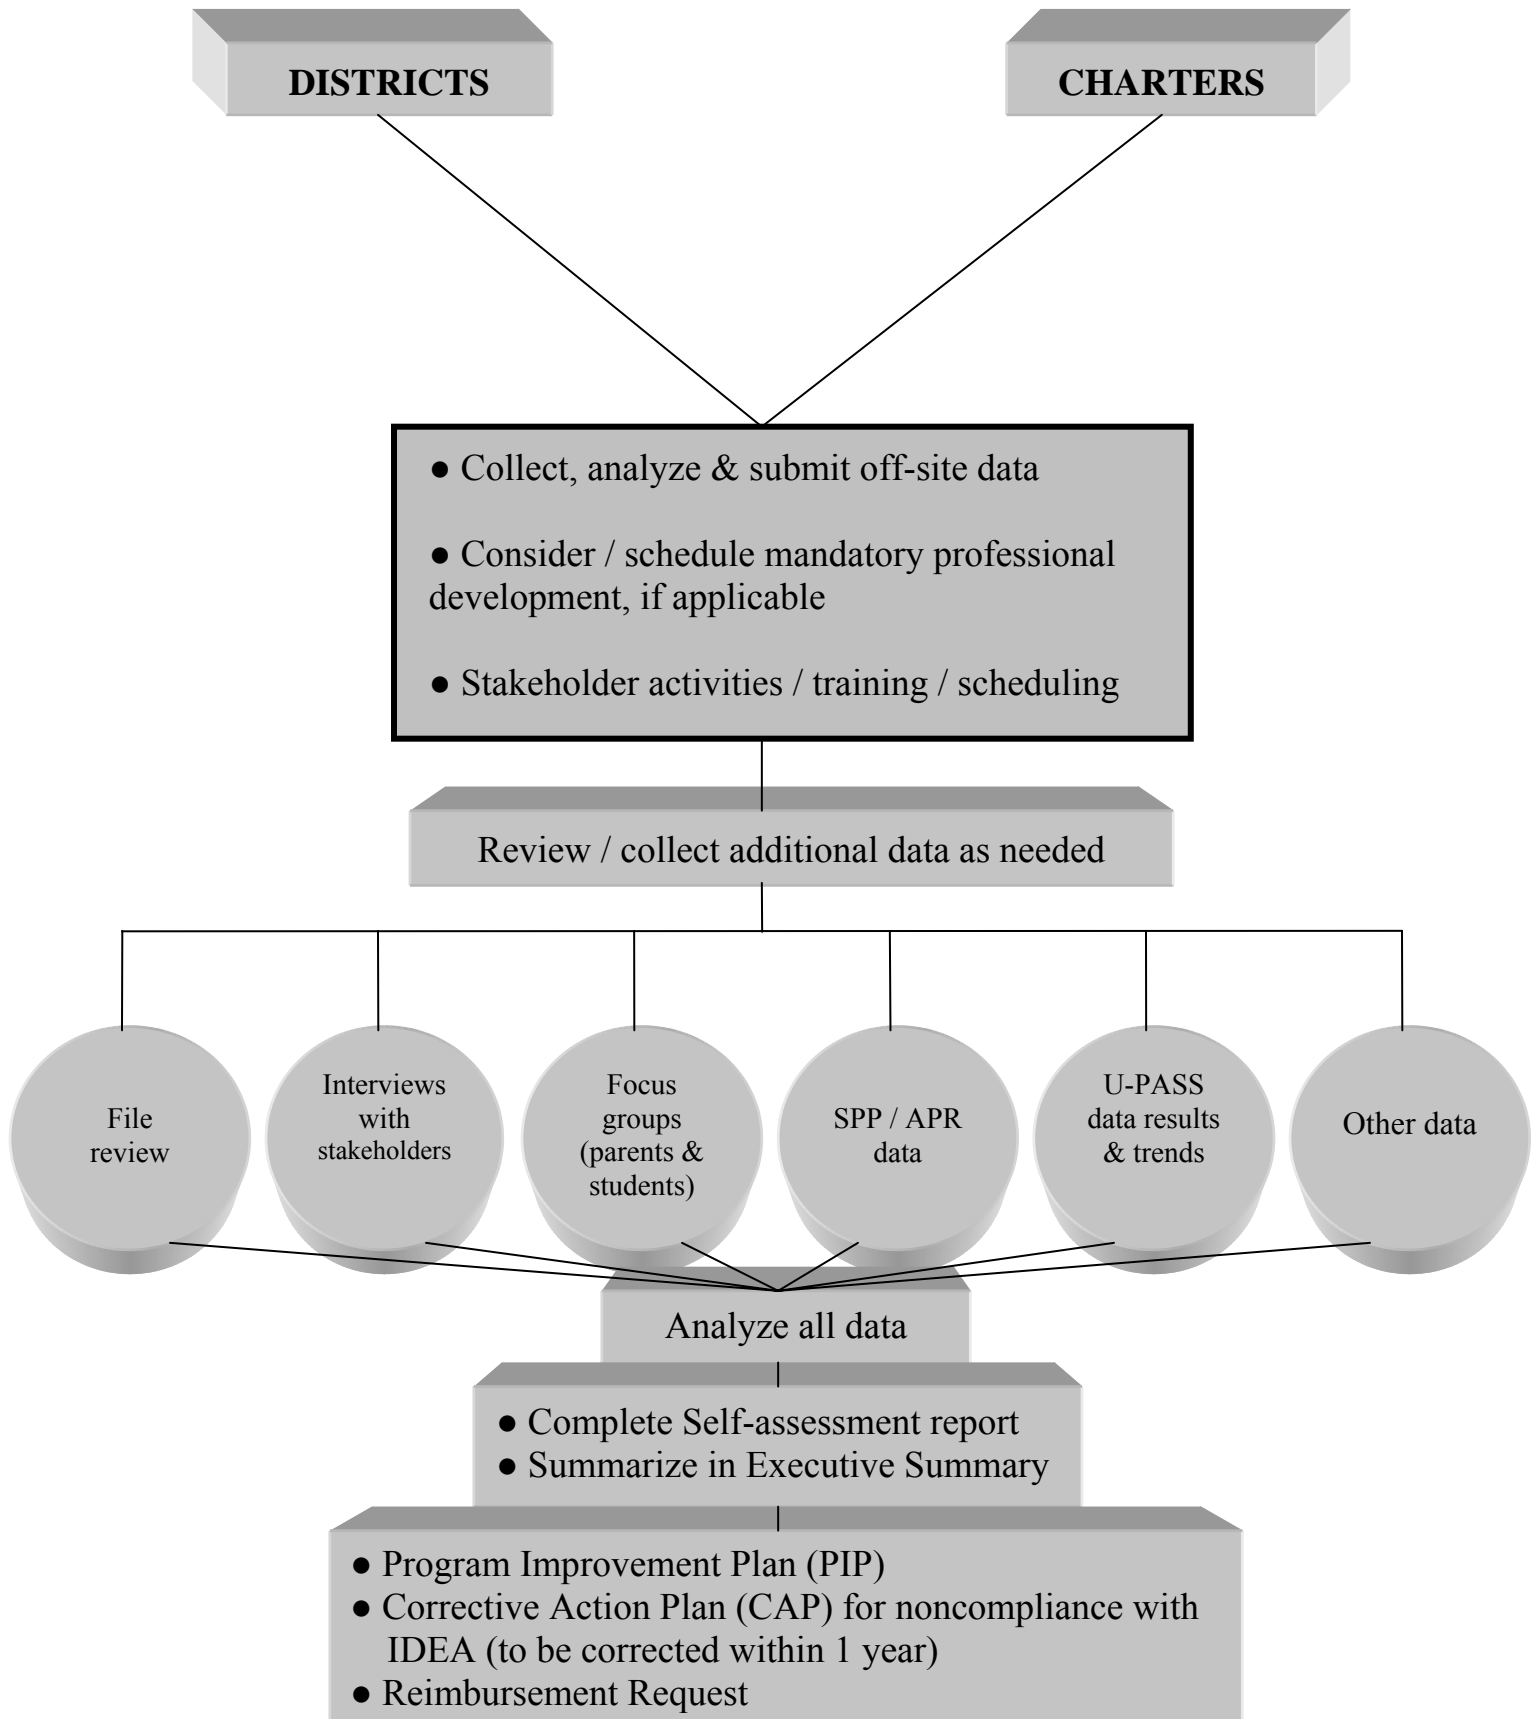 DISTRICTS
CHARTERS
● Collect, analyze & submit off-site data
● Consider / schedule mandatory professional
development, if applicable
● Stakeholder activities / training / scheduling
Review / collect additional data as needed
File
review
Interviews
with
stakeholders
Focus
groups
(parents &
students)
SPP / APR
data
U-PASS
data results
& trends
Other data
Analyze all data
● Complete Self-assessment report
● Summarize in Executive Summary
● Program Improvement Plan (PIP)
● Corrective Action Plan (CAP) for noncompliance with
IDEA (to be corrected within 1 year)
● Reimbursement Request